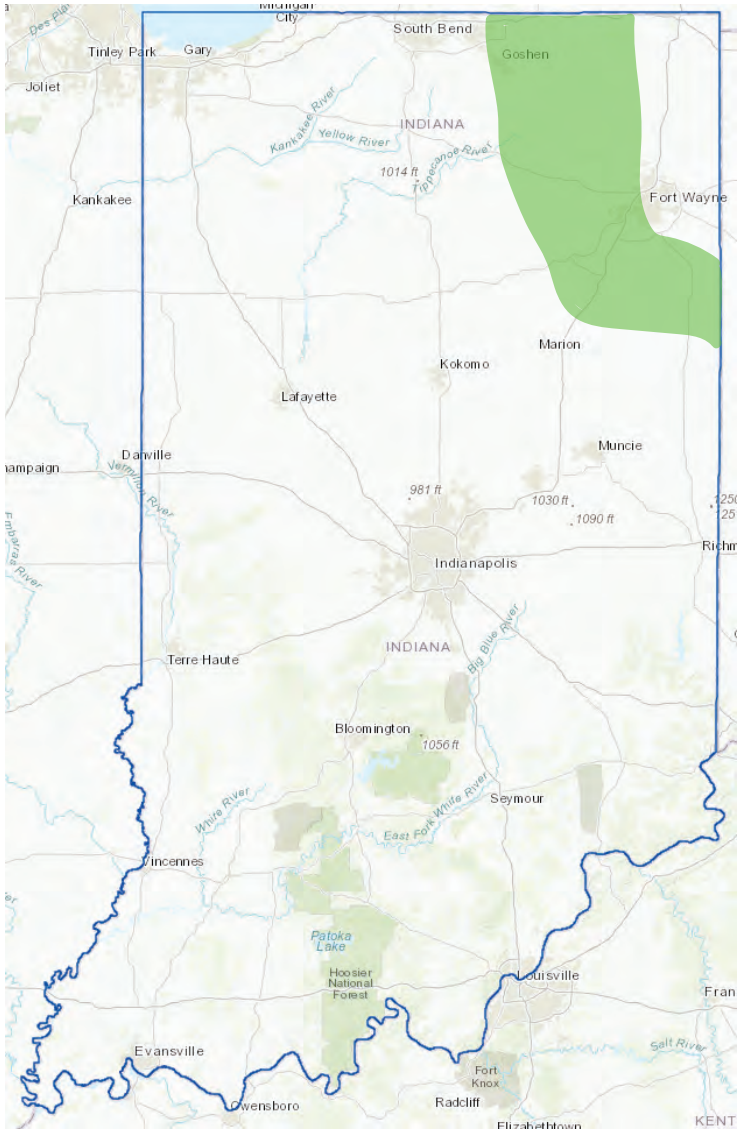 Des Plai
Michigan
City
Tinley Park
Gary
South Bend
Goshen
Joliet
Kankakee River
INDIANA
Yellow River
Tippecanoe River
1014 ft
Kankakee
Fort Wayne
Marion
Kokomo
Lafayette
Muncie
Danville
hampaign
Vermilion River
981 ft
1030 ft
1090 ft
1250
Embarras River
Richm
Indianapolis
INDIANA
Big Blue River
Terre Haute
Bloomington
1056 ft
White River
Seymour
East Fork White River
Vincennes
Patoka
Lake
Hoosier
National
Forest
Louisville
Fran
Evansville
Salt River
Fort
Knox
Owensboro
Radcliff
KENT
Elizabethtown